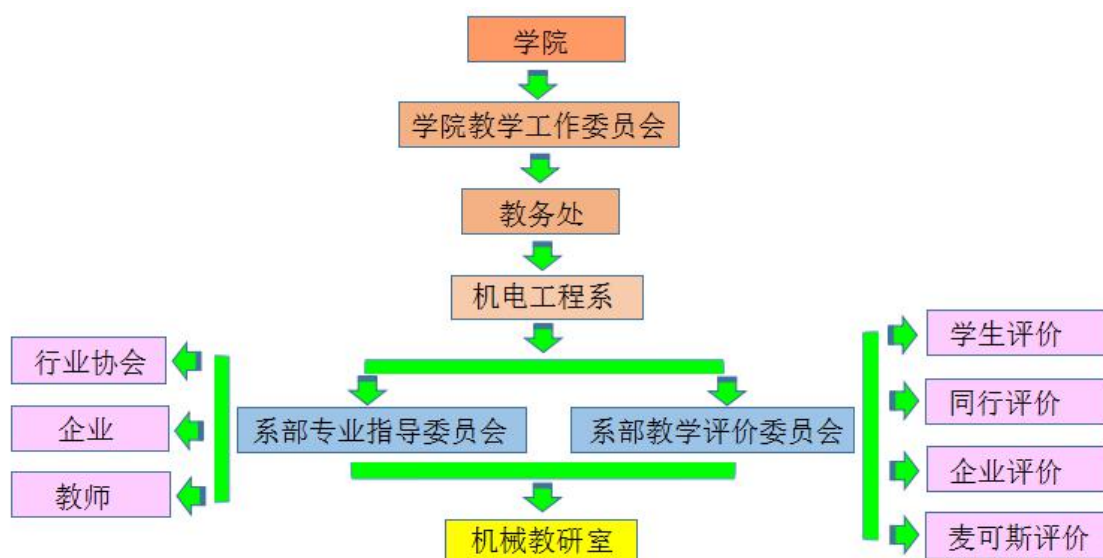 学院
学院教学工作委员会
教务处
机电工程系
行业协会
企业
教师
系部专业指导委员会
系部教学评价委员会
学生评价
同行评价
企业评价
麦可斯评价
机械教研室